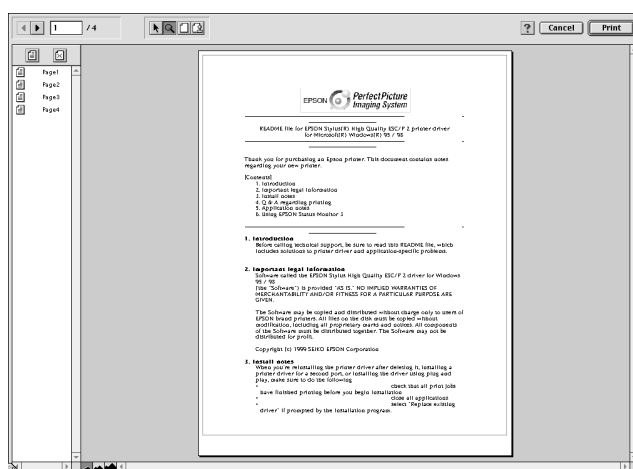 1 / 4
? Cancel Print
Page1
Page2
Page3
Page4
EPSON PerfectPicture
Imaging System
README file for EPSON Stylus(R) High Quality ESC/P 2 printer driver
for Microsoft(R) Windows(R) 95 / 98
Thank you for purchasing an Epson printer. This document contains notes
regarding your new printer.
[Contents]
1. Introduction
2. Important legal information
3. Install notes
4. Q & A regarding printing
5. Application notes
6. Using EPSON Status Monitor 3
1. Introduction
Before calling technical support, be sure to read this README file, which
includes solutions to printer driver and application-specific problems.
2. Important legal information
Software called the EPSON Stylus High Quality ESC/P 2 driver for Windows
95 / 98
(the "Software") is provided "AS IS." NO IMPLIED WARRANTIES OF
MERCHANTABILITY AND/OR FITNESS FOR A PARTICULAR PURPOSE ARE
GIVEN.
The Software may be copied and distributed without charge only to users of
EPSON brand printers. All files on the disk must be copied without
modification, including all proprietary marks and notices. All components
of the Software must be distributed together. The Software may not be
distributed for profit.
Copyright (c) 1999 SEIKO EPSON Corporation
3. Install notes
When you're reinstalling the printer driver after deleting it, installing a
printer driver for a second port, or installing the driver using plug and
play, make sure to do the following
* check that all print jobs
have finished printing before you begin installation
* close all applications
* select "Replace existing
driver" if prompted by the installation program.